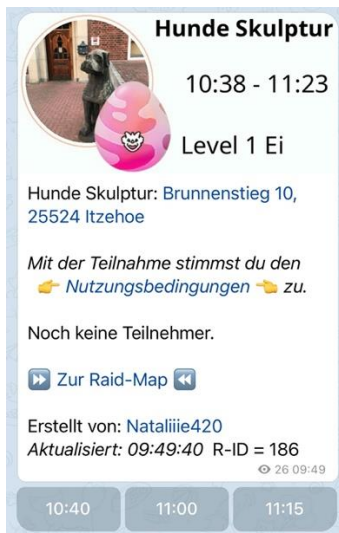 Hunde Skulptur
10:38 - 11:23
Level 1 Ei
Hunde Skulptur: Brunnenstieg 10,
25524 Itzehoe
Mit der Teilnahme stimmst du den
👉 Nutzungsbedingungen 👈 zu.
Noch keine Teilnehmer.
⏩ Zur Raid-Map ⏪
Erstellt von: Nataliiie420
Aktualisiert: 09:49:40 R-ID = 186
26 09:49
10:40 11:00 11:15